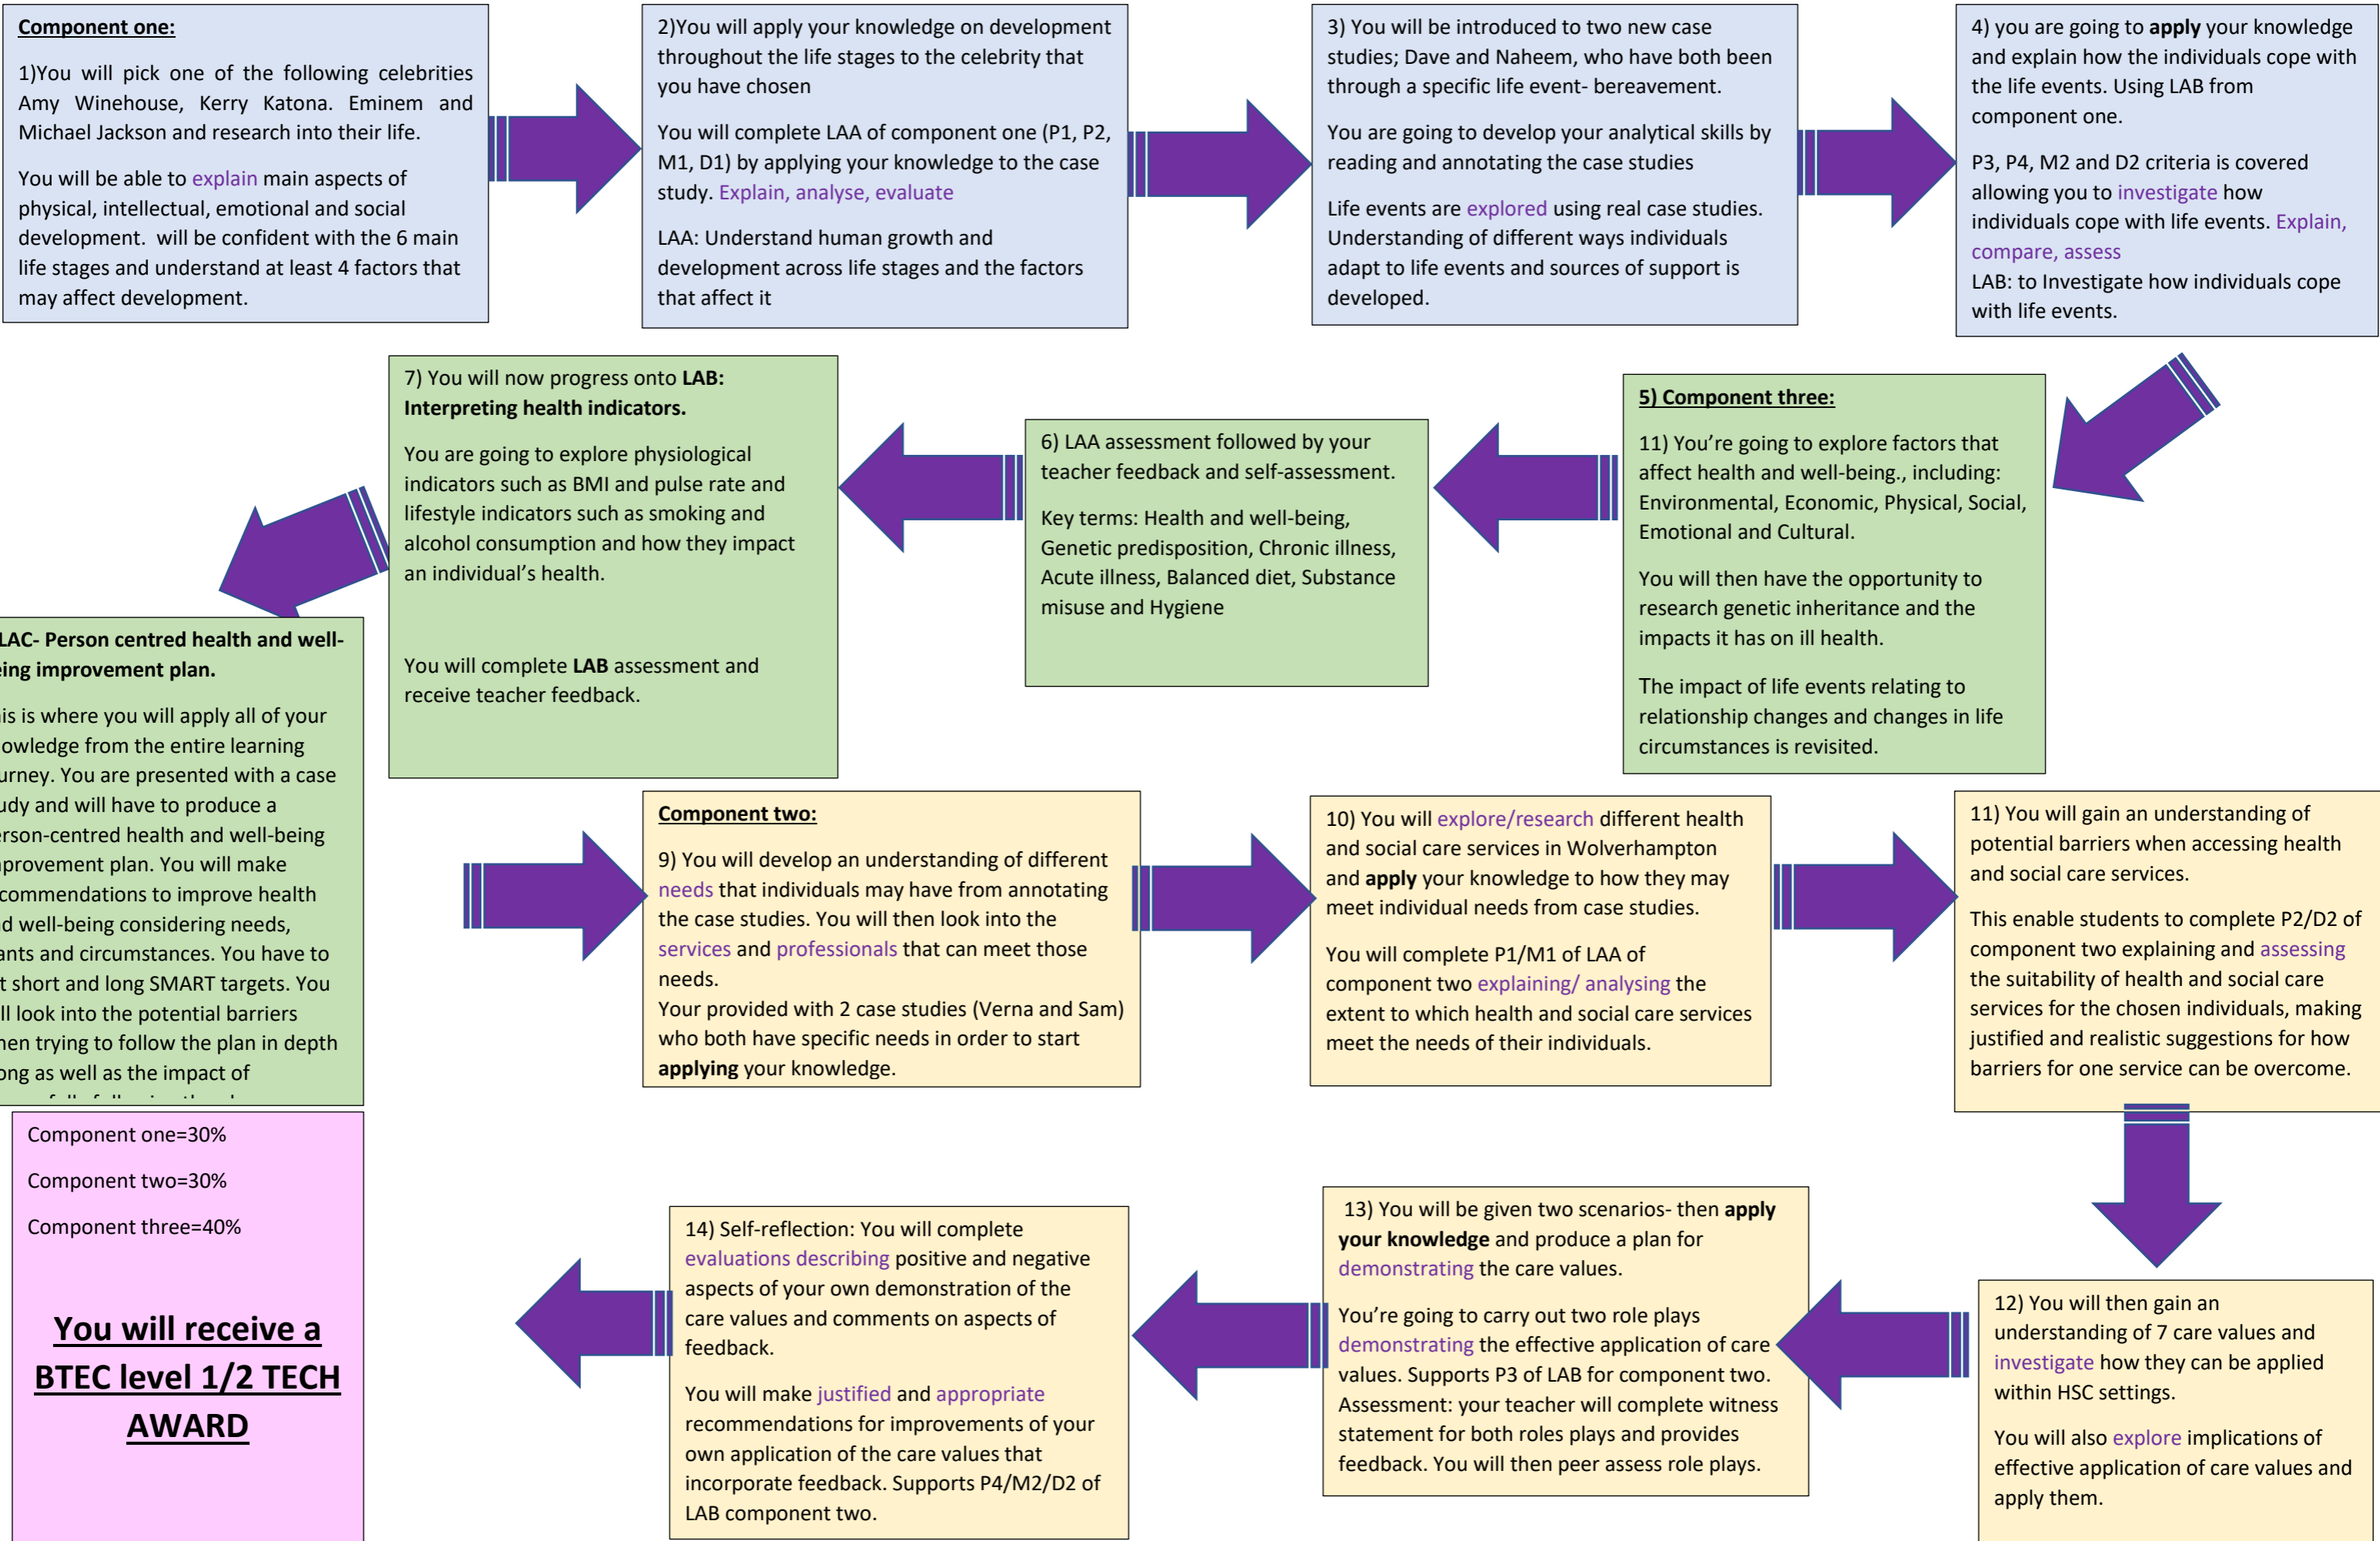 Component one:
1)You will pick one of the following celebrities
Amy Winehouse, Kerry Katona. Eminem and
Michael Jackson and research into their life.
You will be able to explain main aspects of
physical, intellectual, emotional and social
development.  will be confident with the 6 main
life stages and understand at least 4 factors that
may affect development.
2)You will apply your knowledge on development
throughout the life stages to the celebrity that
you have chosen
You will complete LAA of component one (P1, P2,
M1, D1) by applying your knowledge to the case
study. Explain, analyse, evaluate
LAA: Understand human growth and
development across life stages and the factors
that affect it
3) You will be introduced to two new case
studies; Dave and Naheem, who have both been
through a specific life event- bereavement.
You are going to develop your analytical skills by
reading and annotating the case studies
Life events are explored using real case studies.
Understanding of different ways individuals
adapt to life events and sources of support is
developed.
4) you are going to apply your knowledge
and explain how the individuals cope with
the life events. Using LAB from
component one.
P3, P4, M2 and D2 criteria is covered
allowing you to investigate how
individuals cope with life events. Explain,
compare, assess
LAB: to Investigate how individuals cope
with life events.
5) Component three:
11) You’re going to explore factors that
affect health and well-being., including:
Environmental, Economic, Physical, Social,
Emotional and Cultural.
You will then have the opportunity to
research genetic inheritance and the
impacts it has on ill health.
The impact of life events relating to
relationship changes and changes in life
circumstances is revisited.
6) LAA assessment followed by your
teacher feedback and self-assessment.
Key terms: Health and well-being,
Genetic predisposition, Chronic illness,
Acute illness, Balanced diet, Substance
misuse and Hygiene
7) You will now progress onto LAB:
Interpreting health indicators.
You are going to explore physiological
indicators such as BMI and pulse rate and
lifestyle indicators such as smoking and
alcohol consumption and how they impact
an individual’s health.
You will complete LAB assessment and
receive teacher feedback.
LAC- Person centred health and well-
eing improvement plan.
is is where you will apply all of your
owledge from the entire learning
urney. You are presented with a case
udy and will have to produce a
erson-centred health and well-being
provement plan. You will make
commendations to improve health
d well-being considering needs,
ants and circumstances. You have to
t short and long SMART targets. You
ll look into the potential barriers
hen trying to follow the plan in depth
ong as well as the impact of
Component two:
9) You will develop an understanding of different
needs that individuals may have from annotating
the case studies. You will then look into the
services and professionals that can meet those
needs.
Your provided with 2 case studies (Verna and Sam)
who both have specific needs in order to start
applying your knowledge.
10) You will explore/research different health
and social care services in Wolverhampton
and apply your knowledge to how they may
meet individual needs from case studies.
You will complete P1/M1 of LAA of
component two explaining/ analysing the
extent to which health and social care services
meet the needs of their individuals.
11) You will gain an understanding of
potential barriers when accessing health
and social care services.
This enable students to complete P2/D2 of
component two explaining and assessing
the suitability of health and social care
services for the chosen individuals, making
justified and realistic suggestions for how
barriers for one service can be overcome.
12) You will then gain an
understanding of 7 care values and
investigate how they can be applied
within HSC settings.
You will also explore implications of
effective application of care values and
apply them.
13) You will be given two scenarios- then apply
your knowledge and produce a plan for
demonstrating the care values.
You’re going to carry out two role plays
demonstrating the effective application of care
values. Supports P3 of LAB for component two.
Assessment: your teacher will complete witness
statement for both roles plays and provides
feedback. You will then peer assess role plays.
14) Self-reflection: You will complete
evaluations describing positive and negative
aspects of your own demonstration of the
care values and comments on aspects of
feedback.
You will make justified and appropriate
recommendations for improvements of your
own application of the care values that
incorporate feedback. Supports P4/M2/D2 of
LAB component two.
Component one=30%
Component two=30%
Component three=40%
You will receive a
BTEC level 1/2 TECH
AWARD